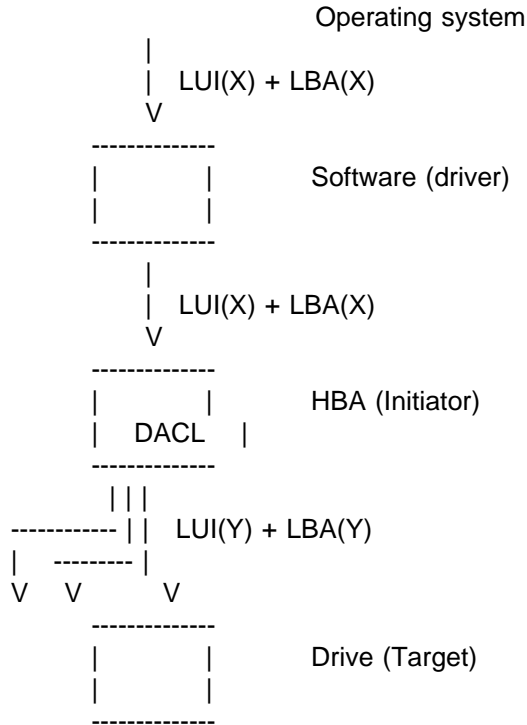 Operating system
|
| LUI(X) + LBA(X)
V
--------------
| | Software (driver)
| |
--------------
|
| LUI(X) + LBA(X)
V
--------------
| | HBA (Initiator)
| DACL |
--------------
| | |
------------ | | LUI(Y) + LBA(Y)
| --------- |
V V V
--------------
| | Drive (Target)
| |
--------------